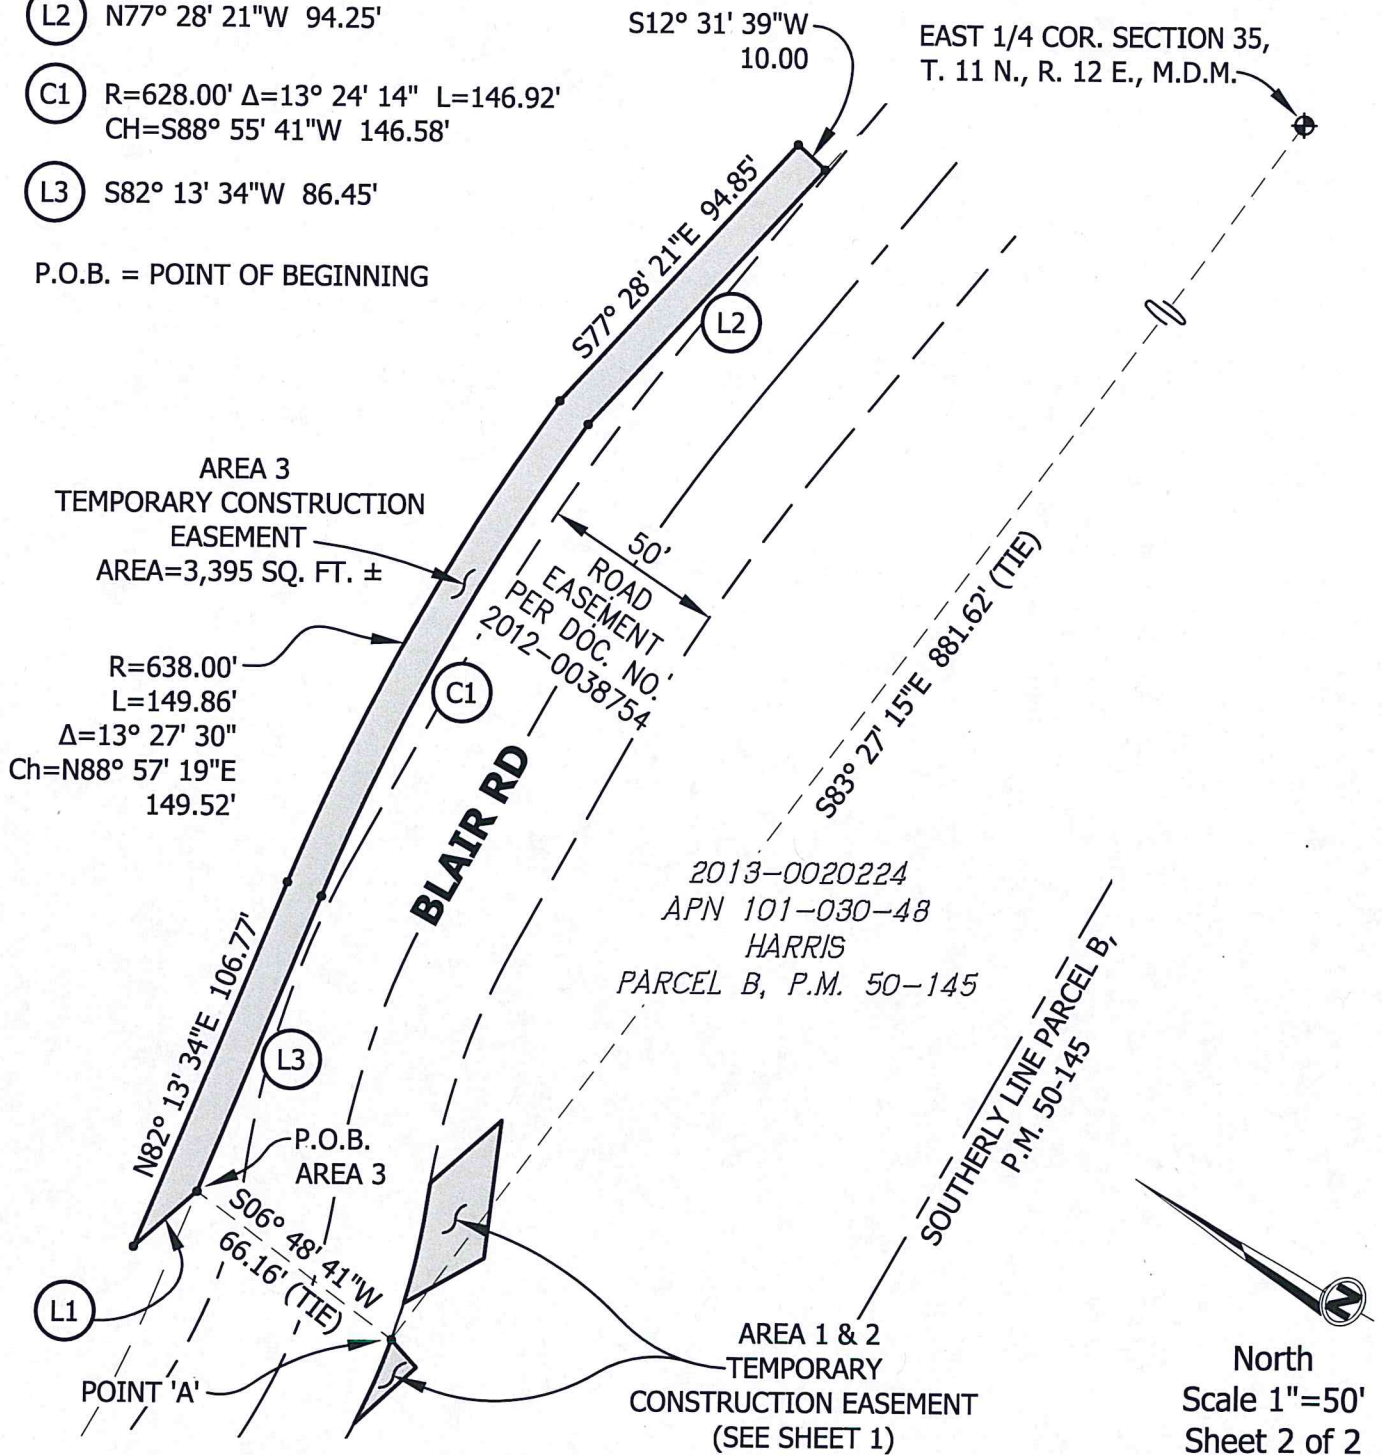 L2 N77° 28' 21"W 94.25'
C1 R=628.00' Δ=13° 24' 14" L=146.92'
CH=S88° 55' 41"W 146.58'
L3 S82° 13' 34"W 86.45'
P.O.B. = POINT OF BEGINNING
S12° 31' 39"W
10.00
EAST 1/4 COR. SECTION 35,
T. 11 N., R. 12 E., M.D.M.
S77° 28' 21"E 94.85'
L2
AREA 3
TEMPORARY CONSTRUCTION
EASEMENT
AREA=3,395 SQ. FT. ±
50'
ROAD
EASEMENT
PER DOC. NO.
2012-0038754
S83° 27' 15"E 881.62' (TIE)
R=638.00'
L=149.86'
Δ=13° 27' 30"
Ch=N88° 57' 19"E
149.52'
C1
BLAIR RD
2013-0020224
APN 101-030-48
HARRIS
PARCEL B, P.M. 50-145
N82° 13' 34"E 106.77'
L3
SOUTHERLY LINE PARCEL B,
P.M. 50-145
P.O.B.
AREA 3
S06° 48' 41"W
66.16' (TIE)
L1
POINT 'A'
AREA 1 & 2
TEMPORARY
CONSTRUCTION EASEMENT
(SEE SHEET 1)
N
North
Scale 1"=50'
Sheet 2 of 2